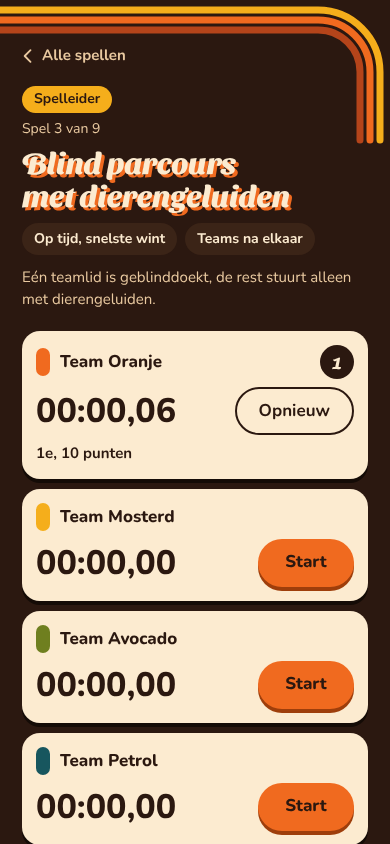 Alle spellen
Spelleider
Spel 3 van 9
Blind parcours
met dierengeluiden
Op tijd, snelste wint
Teams na elkaar
Eén teamlid is geblinddoekt, de rest stuurt alleen
met dierengeluiden.
Team Oranje
1
00:00,06
Opnieuw
1e, 10 punten
Team Mosterd
00:00,00
Start
Team Avocado
00:00,00
Start
Team Petrol
00:00,00
Start